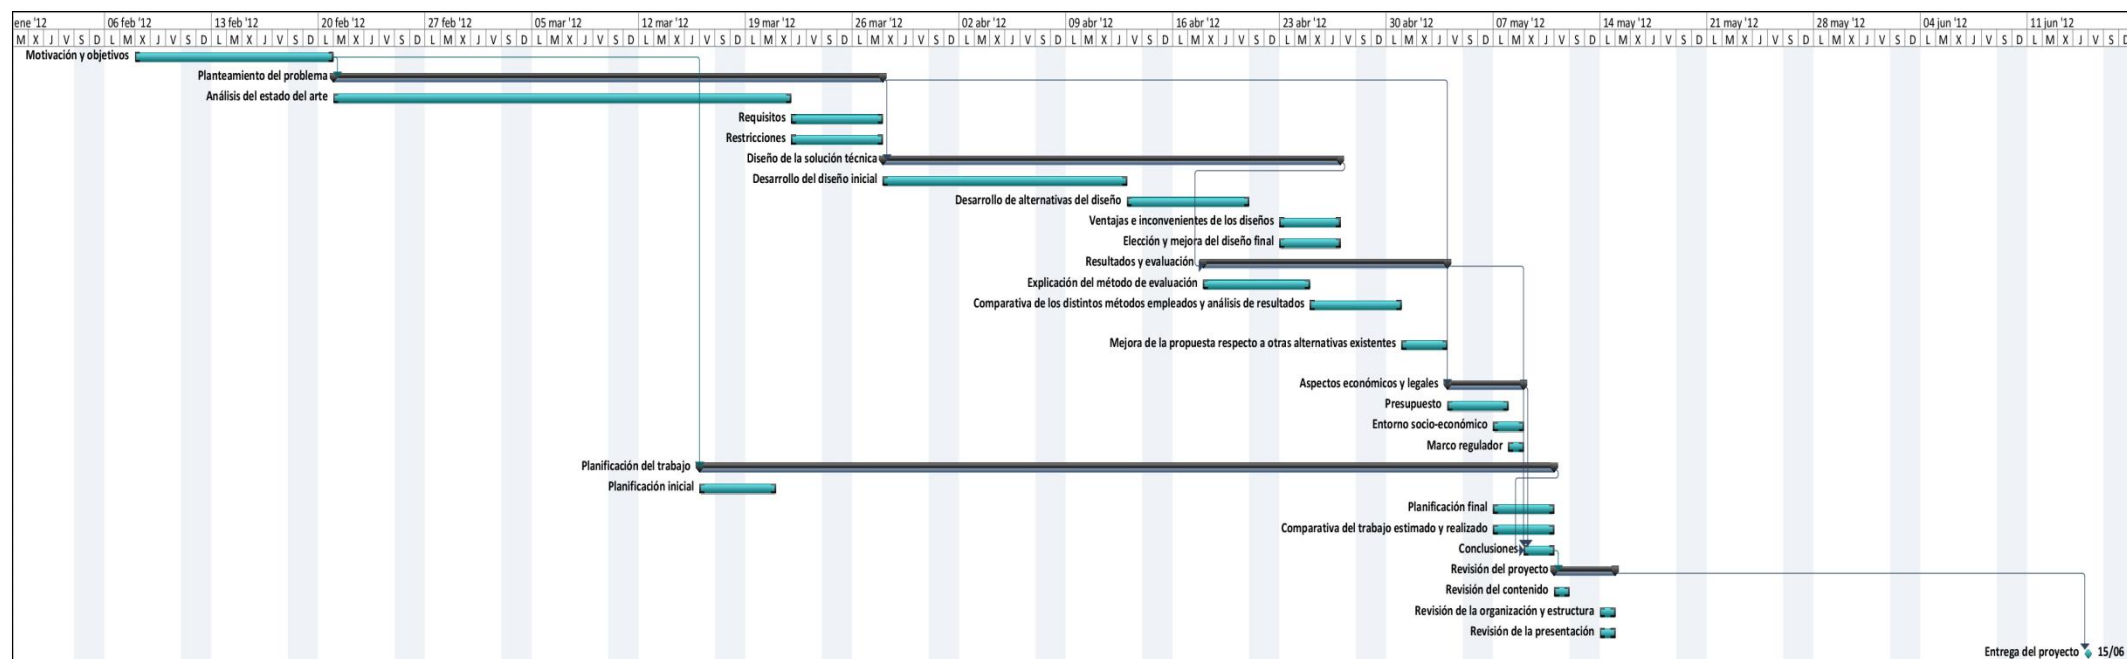 ene '12 06 feb '12 13 feb '12 20 feb '12 27 feb '12 05 mar '12 12 mar '12 19 mar '12 26 mar '12 02 abr '12 09 abr '12 16 abr '12 23 abr '12 30 abr '12 07 may '12 14 may '12 21 may '12 28 may '12 04 jun '12 11 jun '12
M X J V S D L M X J V S D L M X J V S D L M X J V S D L M X J V S D L M X J V S D L M X J V S D L M X J V S D L M X J V S D L M X J V S D L M X J V S D L M X J V S D L M X J V S D L M X J V S D L M X J V S D L M X J V S D L M X J V S D L M X J V S D L M X J V S D L M X J V S D
Motivación y objetivos
Planteamiento del problema
Análisis del estado del arte
Requisitos
Restricciones
Diseño de la solución técnica
Desarrollo del diseño inicial
Desarrollo de alternativas del diseño
Ventajas e inconvenientes de los diseños
Elección y mejora del diseño final
Resultados y evaluación
Explicación del método de evaluación
Comparativa de los distintos métodos empleados y análisis de resultados
Mejora de la propuesta respecto a otras alternativas existentes
Aspectos económicos y legales
Presupuesto
Entorno socio-económico
Marco regulador
Planificación del trabajo
Planificación inicial
Planificación final
Comparativa del trabajo estimado y realizado
Conclusiones
Revisión del proyecto
Revisión del contenido
Revisión de la organización y estructura
Revisión de la presentación
Entrega del proyecto 15/06